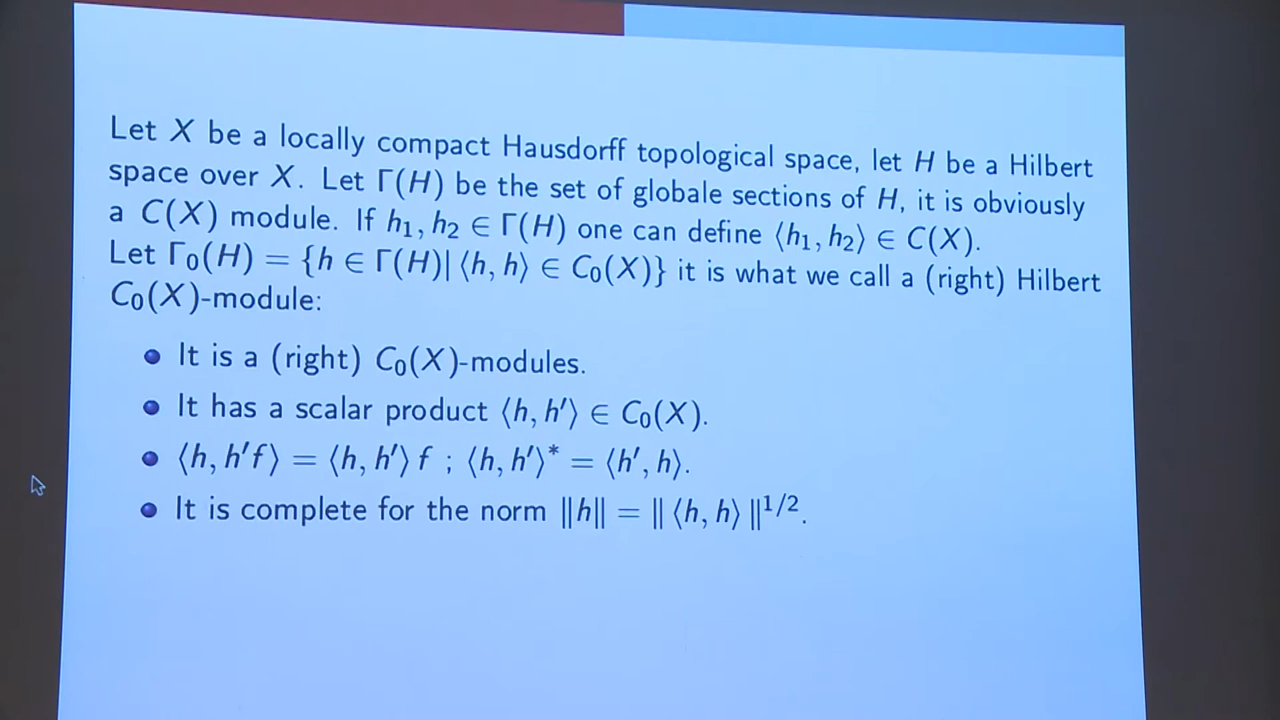 Let X be a locally compact Hausdorff topological space, let H be a Hilbert
space over X. Let Γ(H) be the set of globale sections of H, it is obviously
a C(X) module. If h₁, h₂ ∈ Γ(H) one can define ⟨h₁, h₂⟩ ∈ C(X).
Let Γ₀(H) = {h ∈ Γ(H)| ⟨h, h⟩ ∈ C₀(X)} it is what we call a (right) Hilbert
C₀(X)-module:
• It is a (right) C₀(X)-modules.
• It has a scalar product ⟨h, h′⟩ ∈ C₀(X).
• ⟨h, h′f⟩ = ⟨h, h′⟩ f ; ⟨h, h′⟩* = ⟨h′, h⟩.
• It is complete for the norm ‖h‖ = ‖ ⟨h, h⟩ ‖^{1/2}.